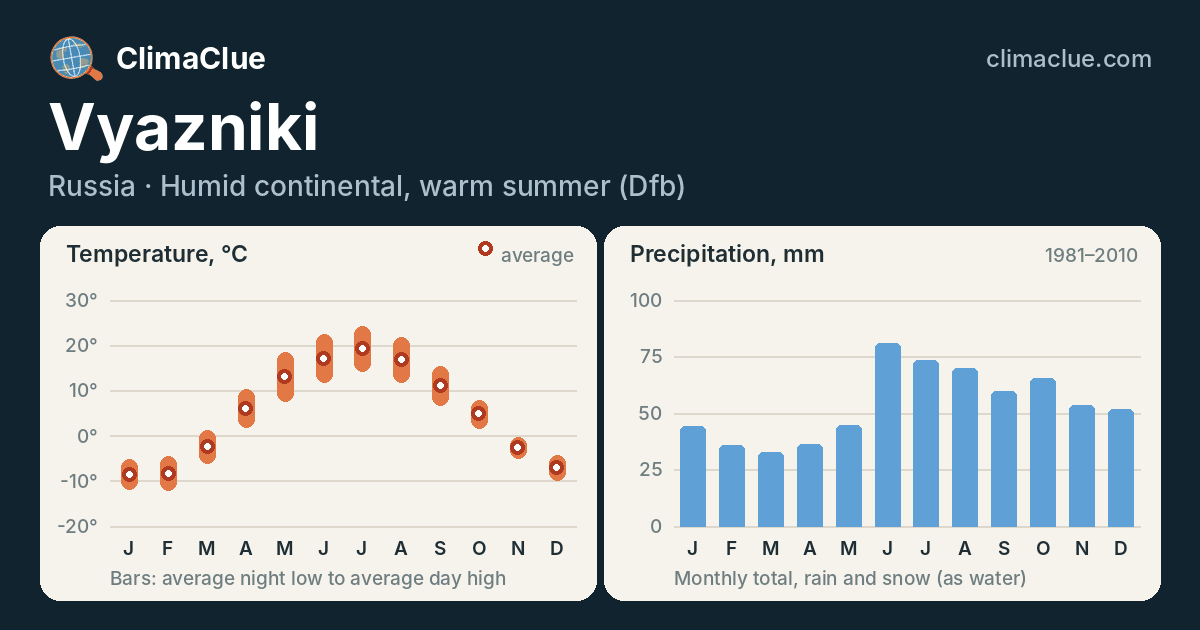 ClimaClue
climaclue.com
Vyazniki
Russia · Humid continental, warm summer (Dfb)
Temperature, °C
average
30°
20°
10°
0°
-10°
-20°
J F M A M J J A S O N D
Bars: average night low to average day high
Precipitation, mm
1981–2010
100
75
50
25
0
J F M A M J J A S O N D
Monthly total, rain and snow (as water)